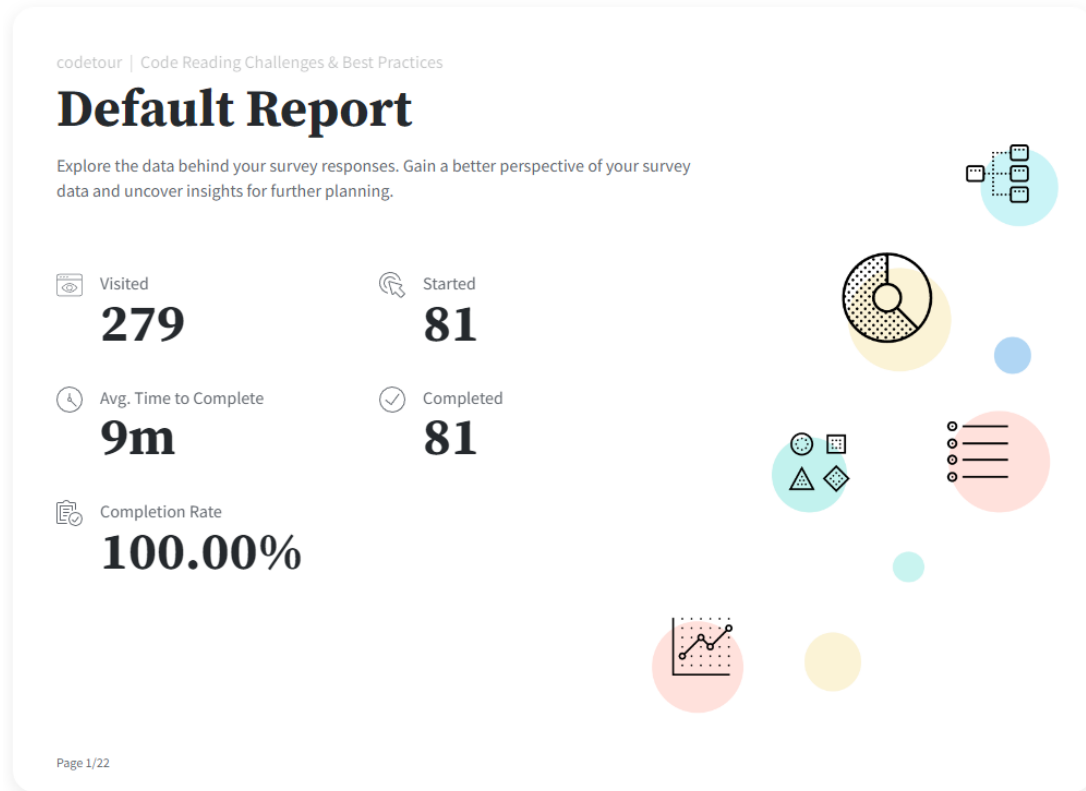 codetour | Code Reading Challenges & Best Practices
Default Report
Explore the data behind your survey responses. Gain a better perspective of your survey
data and uncover insights for further planning.
Visited
279
Started
81
Avg. Time to Complete
9m
Completed
81
Completion Rate
100.00%
Page 1/22